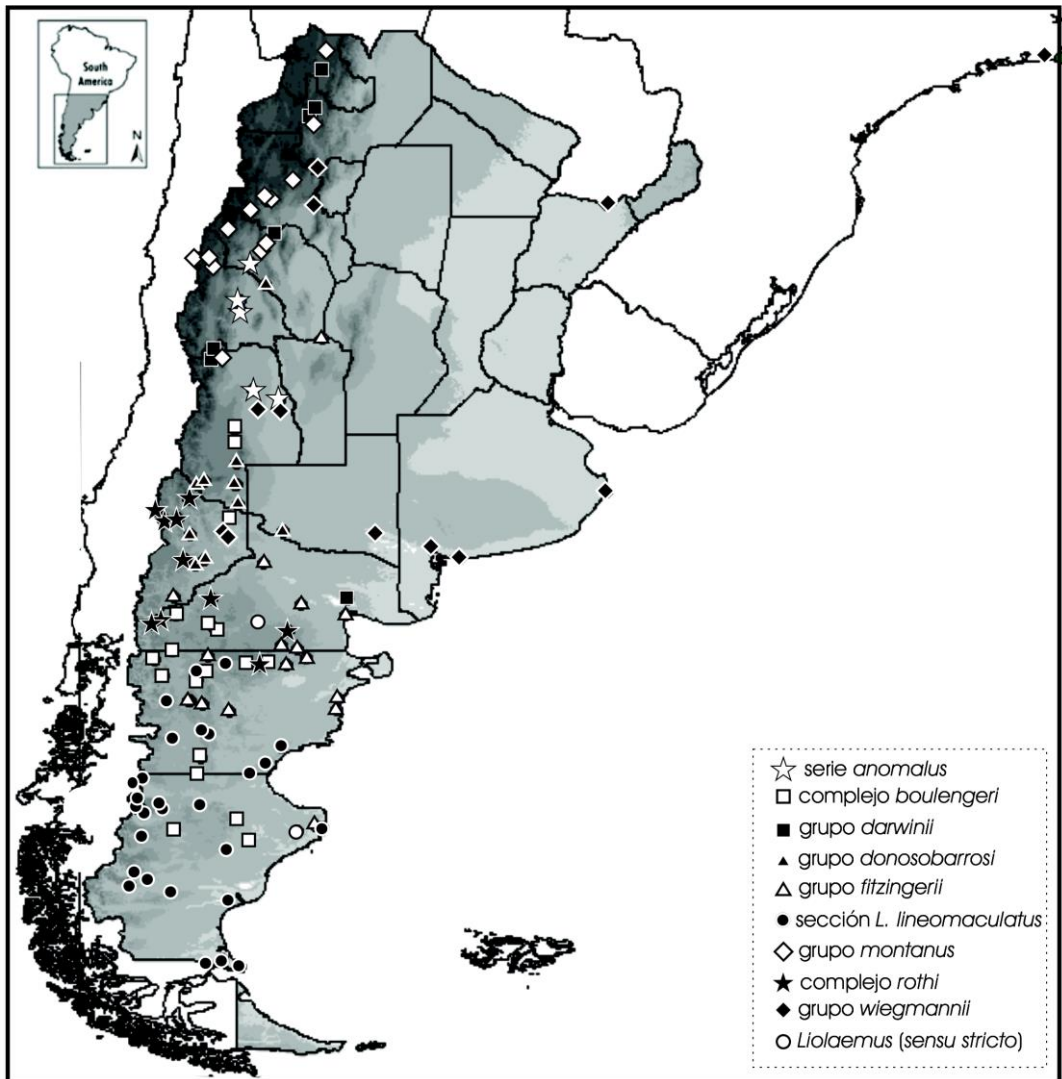 South
America
N
serie anomalus
complejo boulengeri
grupo darwinii
grupo donosobarrosi
grupo fitzingerii
sección L. lineomaculatus
grupo montanus
complejo rothi
grupo wiegmannii
Liolaemus (sensu stricto)